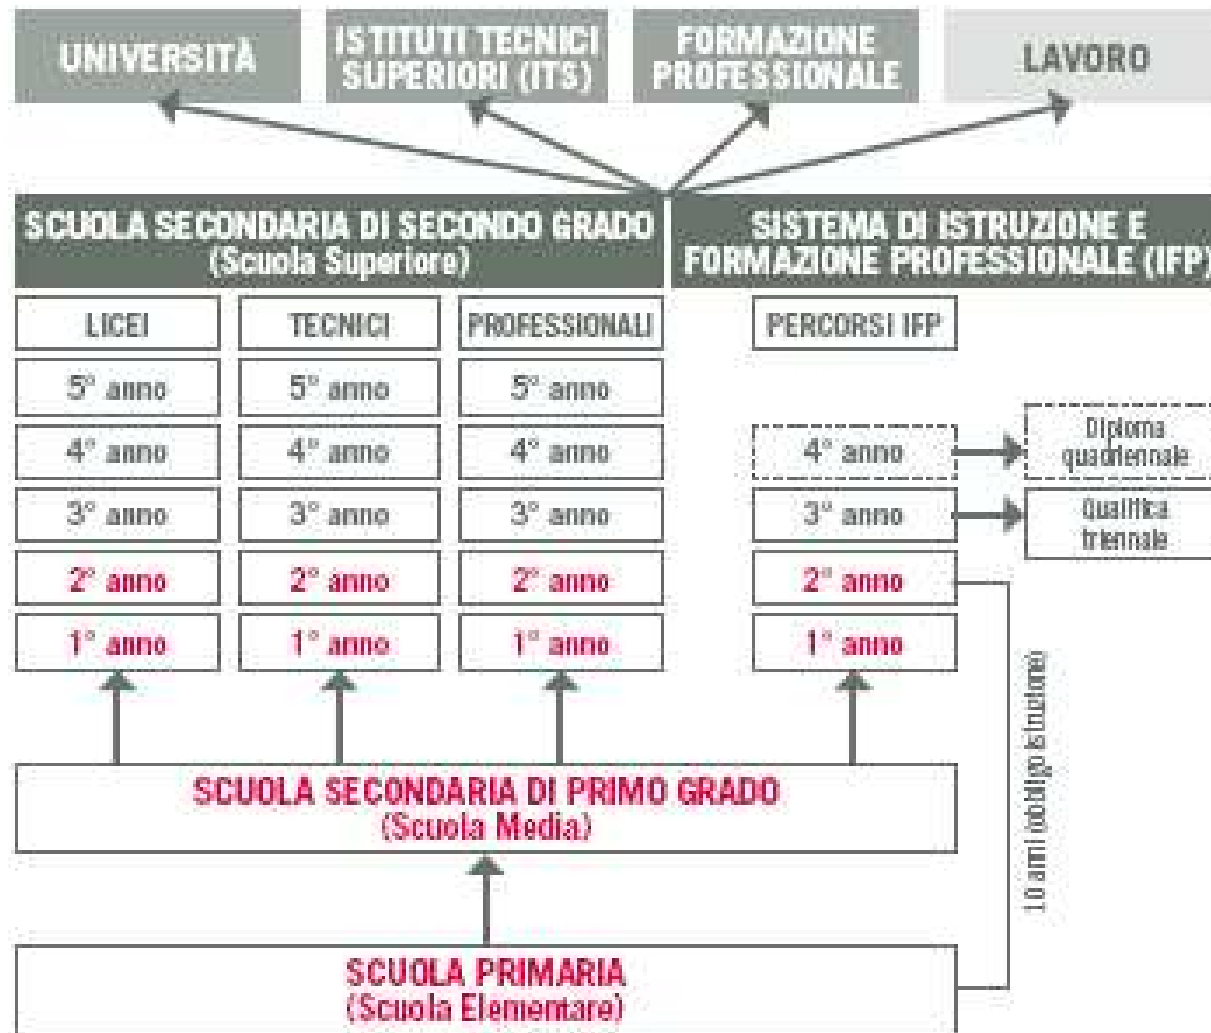 UNIVERSITÀ
ISTITUTI TECNICI
SUPERIORI (ITS)
FORMAZIONE
PROFESSIONALE
LAVORO
SCUOLA SECONDARIA DI SECONDO GRADO
(Scuola Superiore)
SISTEMA DI ISTRUZIONE E
FORMAZIONE PROFESSIONALE (IFP)
LICEI
TECNICI
PROFESSIONALI
PERCORSI IFP
5° anno
5° anno
5° anno
4° anno
4° anno
4° anno
4° anno
Diploma
quadriennale
3° anno
3° anno
3° anno
3° anno
Qualifica
triennale
2° anno
2° anno
2° anno
2° anno
1° anno
1° anno
1° anno
1° anno
10 anni (obbligo istruzione)
SCUOLA SECONDARIA DI PRIMO GRADO
(Scuola Media)
SCUOLA PRIMARIA
(Scuola Elementare)